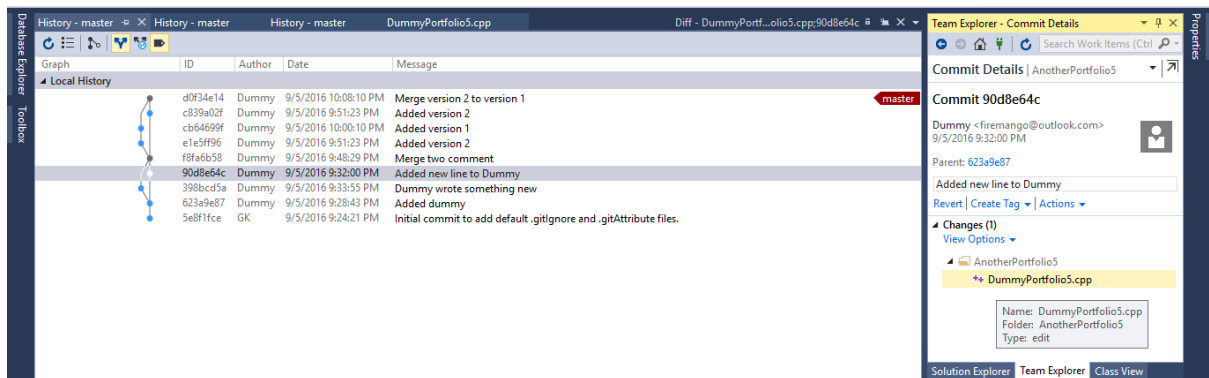 Database Explorer
Toolbox
History - master
History - master
History - master
DummyPortfolio5.cpp
Diff - DummyPortf...olio5.cpp;90d8e64c
Graph ID Author Date Message
Local History
d0f34e14 Dummy 9/5/2016 10:08:10 PM Merge version 2 to version 1 master
c839a02f Dummy 9/5/2016 9:51:23 PM Added version 2
cb64699f Dummy 9/5/2016 10:00:10 PM Added version 1
e1e5ff96 Dummy 9/5/2016 9:51:23 PM Added version 2
f8fa6b58 Dummy 9/5/2016 9:48:29 PM Merge two comment
90d8e64c Dummy 9/5/2016 9:32:00 PM Added new line to Dummy
398bcd5a Dummy 9/5/2016 9:33:55 PM Dummy wrote something new
623a9e87 Dummy 9/5/2016 9:28:43 PM Added dummy
5e8f1fce GK 9/5/2016 9:24:21 PM Initial commit to add default .gitIgnore and .gitAttribute files.
Team Explorer - Commit Details
Search Work Items (Ctrl
Commit Details | AnotherPortfolio5
Commit 90d8e64c
Dummy <firemango@outlook.com>
9/5/2016 9:32:00 PM
Parent: 623a9e87
Added new line to Dummy
Revert | Create Tag | Actions
Changes (1)
View Options
AnotherPortfolio5
DummyPortfolio5.cpp
Name: DummyPortfolio5.cpp
Folder: AnotherPortfolio5
Type: edit
Solution Explorer Team Explorer Class View
Properties